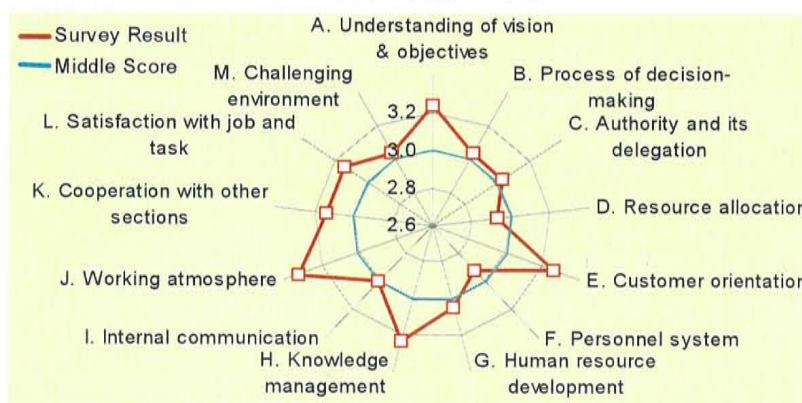 Survey Result
Middle Score
A. Understanding of vision
& objectives
B. Process of decision-
making
C. Authority and its
delegation
D. Resource allocation
E. Customer orientation
F. Personnel system
G. Human resource
development
H. Knowledge
management
I. Internal communication
J. Working atmosphere
K. Cooperation with other
sections
L. Satisfaction with job and
task
M. Challenging
environment
3.2
3.0
2.8
2.6